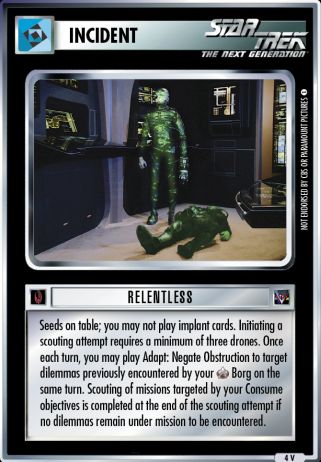 INCIDENT
STAR TREK
THE NEXT GENERATION
NOT ENDORSED BY CBS OR PARAMOUNT PICTURES
RELENTLESS
Seeds on table; you may not play implant cards. Initiating a
scouting attempt requires a minimum of three drones. Once
each turn, you may play Adapt: Negate Obstruction to target
dilemmas previously encountered by your Borg on the
same turn. Scouting of missions targeted by your Consume
objectives is completed at the end of the scouting attempt if
no dilemmas remain under mission to be encountered.
4 V